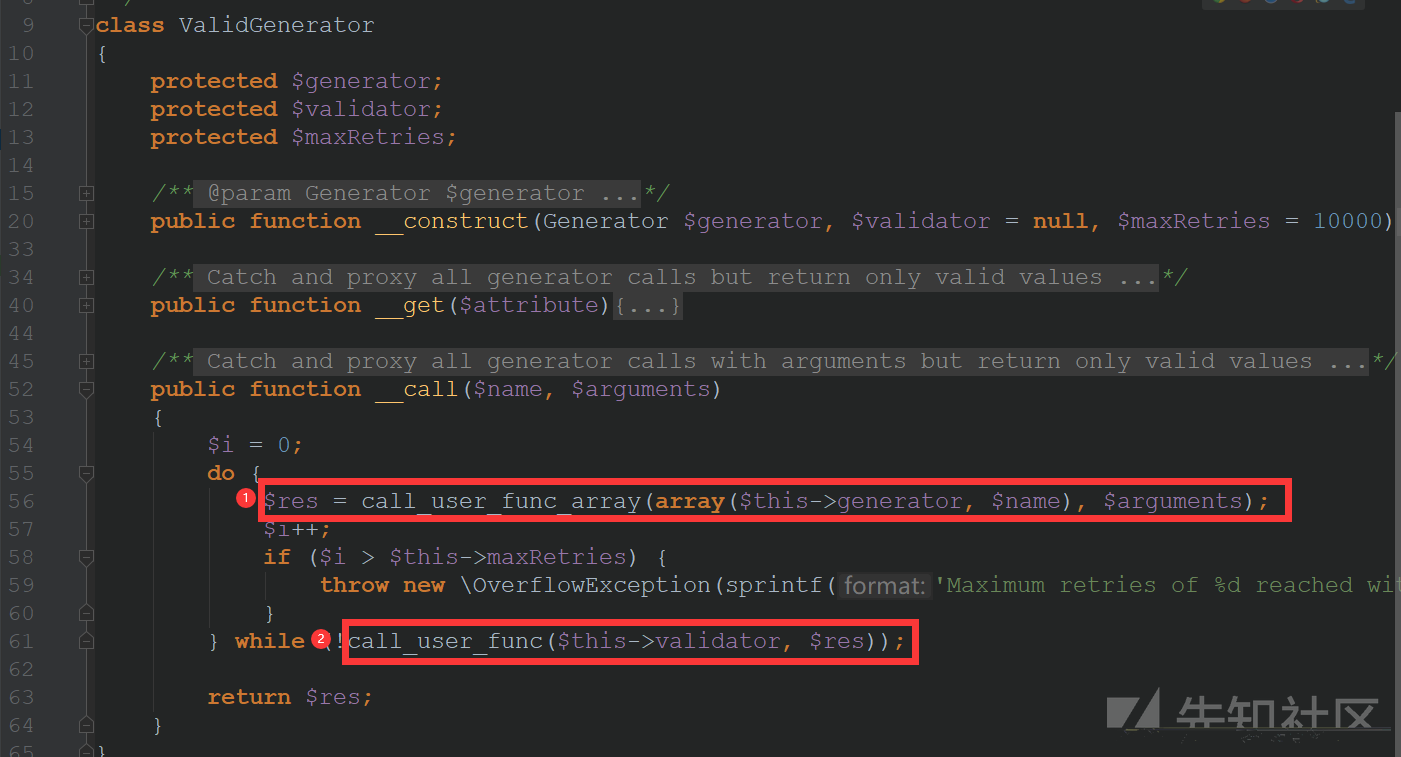 9 class ValidGenerator
10 {
11 protected $generator;
12 protected $validator;
13 protected $maxRetries;
14
15 /** @param Generator $generator ...*/
20 public function __construct(Generator $generator, $validator = null, $maxRetries = 10000)
33
34 /** Catch and proxy all generator calls but return only valid values ...*/
40 public function __get($attribute){...}
44
45 /** Catch and proxy all generator calls with arguments but return only valid values ...*/
52 public function __call($name, $arguments)
53 {
54 $i = 0;
55 do {
1
56 $res = call_user_func_array(array($this->generator, $name), $arguments);
57 $i++;
58 if ($i > $this->maxRetries) {
59 throw new \OverflowException(sprintf( format: 'Maximum retries of %d reached wit
60 }
61 } while (!call_user_func($this->validator, $res));
2
62
63 return $res;
64 }
65 }
先知社区